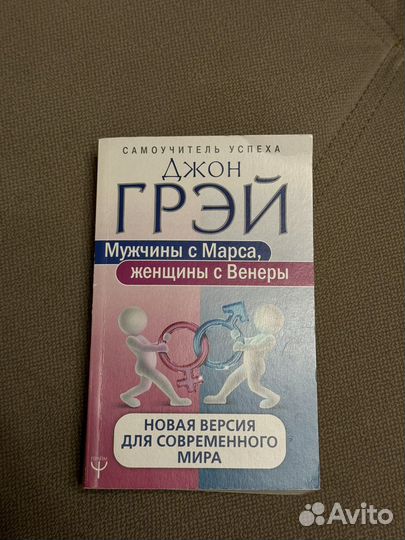 САМОУЧИТЕЛЬ УСПЕХА
ДЖОН
ГРЭЙ
Мужчины с Марса,
женщины с Венеры
НОВАЯ ВЕРСИЯ
ДЛЯ СОВРЕМЕННОГО
МИРА
Avito